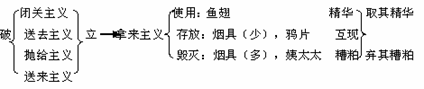 闭关主义
使用：鱼翅 精华 取其精华
破 送去主义 立 拿来主义 存放：烟具（少），鸦片 互现
抛给主义 毁灭：烟具（多），姨太太 糟粕 弃其糟粕
送来主义